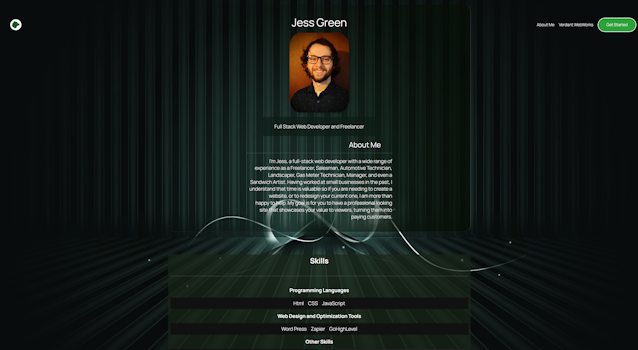 Jess Green
About Me Verdant WebWorks Get Started
Full Stack Web Developer and Freelancer
About Me
I'm Jess, a full-stack web developer with a wide range of
experience as a Freelancer, Salesman, Automotive Technician,
Landscaper, Gas Meter Technician, Manager, and even a
Sandwich Artist. Having worked at small businesses in the past, I
understand that time is valuable so if you are needing to create a
website, or to redesign your current one, I am more than
happy to help. My goal is for you to have a professional looking
site that showcases your value to viewers, turning them into
paying customers.
Skills
Programming Languages
Html CSS JavaScript
Web Design and Optimization Tools
Word Press Zapier GoHighLevel
Other Skills